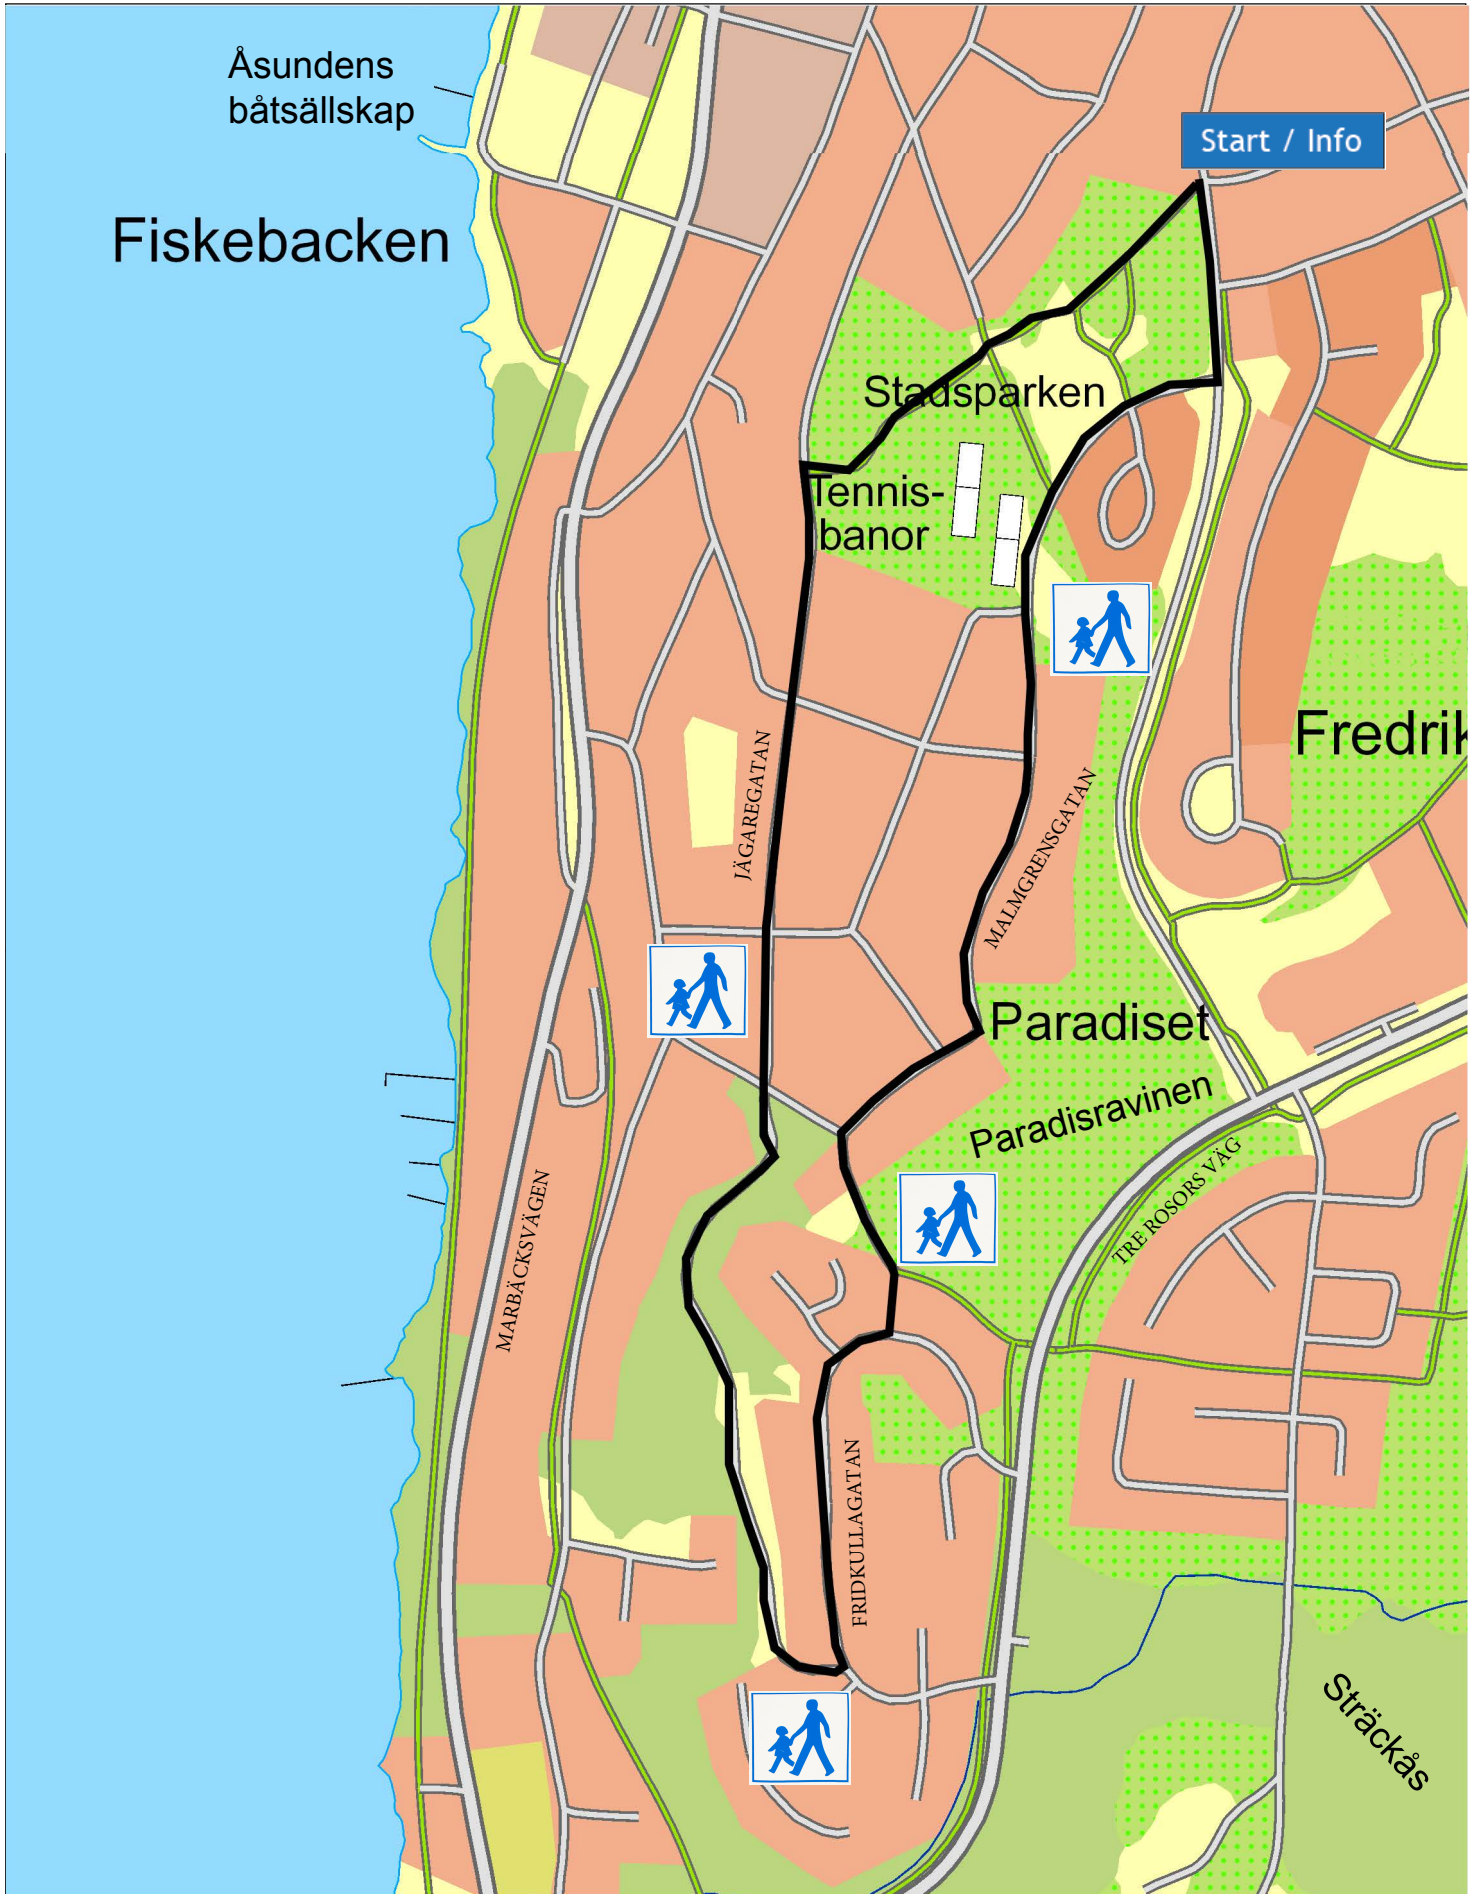 Åsundens
båtsällskap
Start / Info
Fiskebacken
Stadsparken
Tennis-
banor
Fredrik
JÄGAREGATAN
MALMGRENSGATAN
Paradiset
Paradisravinen
TRE ROSORS VÄG
MARBÄCKSVÄGEN
FRIDKULLAGATAN
Sträckås